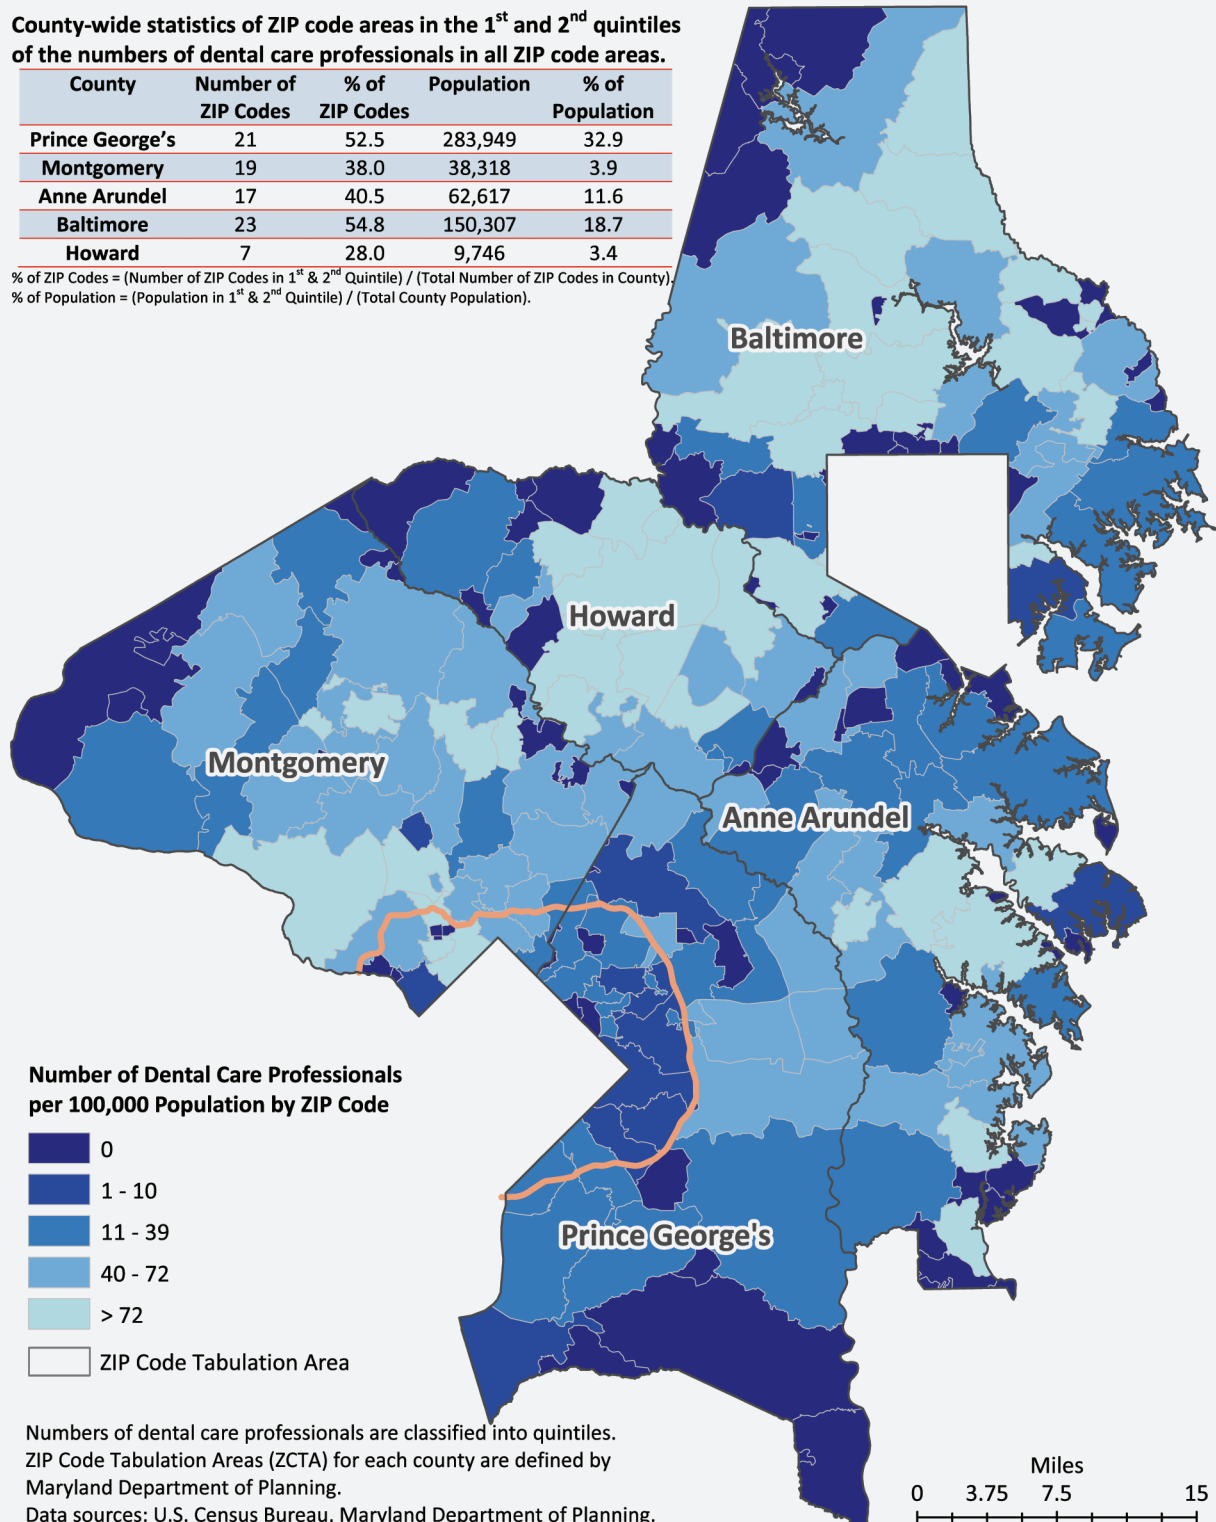 County-wide statistics of ZIP code areas in the 1st and 2nd quintiles
of the numbers of dental care professionals in all ZIP code areas.
County Number of ZIP Codes % of ZIP Codes Population % of Population
Prince George's 21 52.5 283,949 32.9
Montgomery 19 38.0 38,318 3.9
Anne Arundel 17 40.5 62,617 11.6
Baltimore 23 54.8 150,307 18.7
Howard 7 28.0 9,746 3.4
% of ZIP Codes = (Number of ZIP Codes in 1st & 2nd Quintile) / (Total Number of ZIP Codes in County).
% of Population = (Population in 1st & 2nd Quintile) / (Total County Population).
Baltimore
Howard
Montgomery
Anne Arundel
Prince George's
Number of Dental Care Professionals
per 100,000 Population by ZIP Code
0
1 - 10
11 - 39
40 - 72
> 72
ZIP Code Tabulation Area
Numbers of dental care professionals are classified into quintiles.
ZIP Code Tabulation Areas (ZCTA) for each county are defined by
Maryland Department of Planning.
Data sources: U.S. Census Bureau, Maryland Department of Planning,
Miles
0 3.75 7.5 15